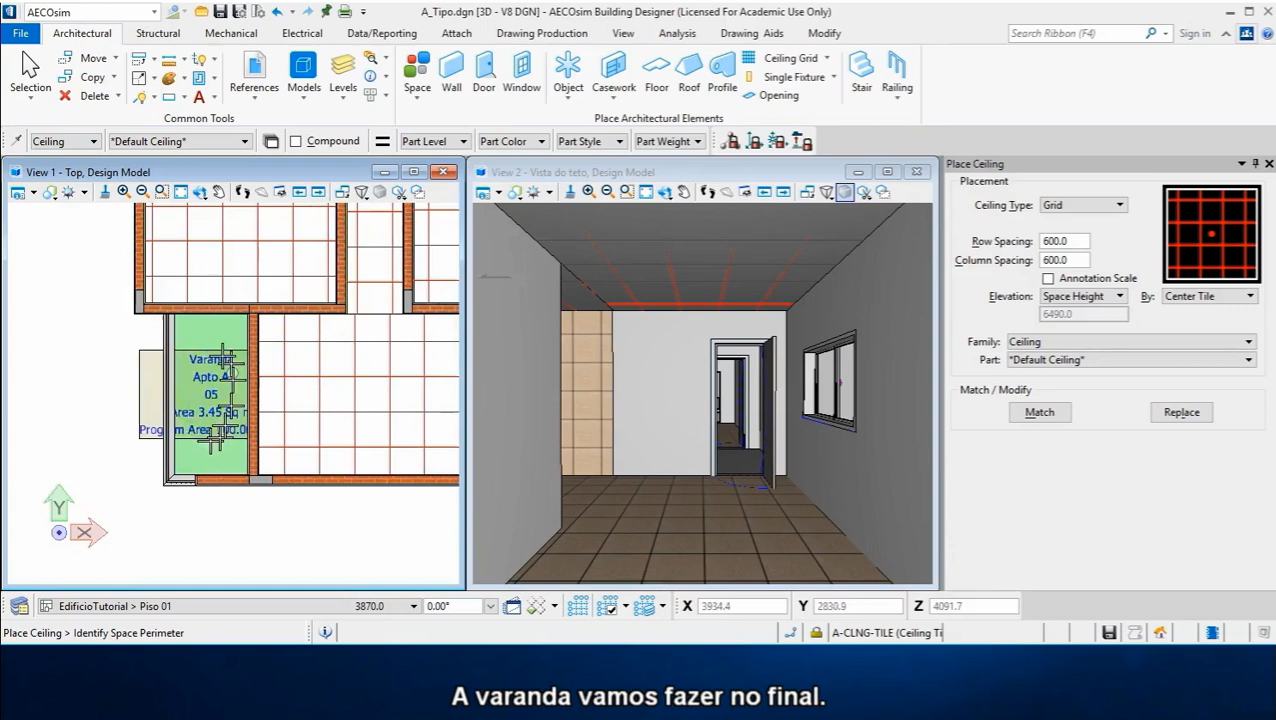 AECOsim
A_Tipo.dgn [3D - V8 DGN] - AECOsim Building Designer (Licensed For Academic Use Only)
File Architectural Structural Mechanical Electrical Data/Reporting Attach Drawing Production View Analysis Drawing Aids Modify
Search Ribbon (F4) Sign in
Selection
Move
Copy
Delete
References Models Levels
Common Tools
Space Wall Door Window Object Casework Floor Roof Profile
Ceiling Grid
Single Fixture
Opening
Stair Railing
Place Architectural Elements
Ceiling *Default Ceiling* Compound Part Level Part Color Part Style Part Weight
View 1 - Top, Design Model
View 2 - Vista do teto, Design Model
Apto
05
Area 3.45
Y
X
Place Ceiling
Placement
Ceiling Type: Grid
Row Spacing: 600.0
Column Spacing: 600.0
Annotation Scale
Elevation: Space Height By: Center Tile
6490.0
Family: Ceiling
Part: *Default Ceiling*
Match / Modify
Match Replace
EdificioTutorial > Piso 01 3870.0 0.00° X 3934.4 Y 2830.9 Z 4091.7
Place Ceiling > Identify Space Perimeter
A-CLNG-TILE (Ceiling Ti
A varanda vamos fazer no final.